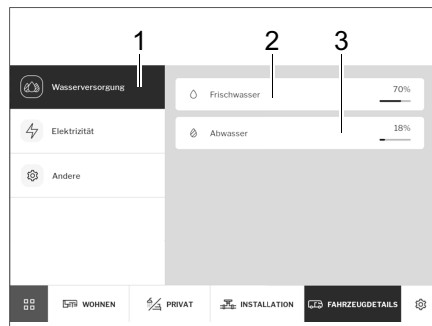 1 2 3
Wasserversorgung
Frischwasser 70%
Elektrizität
Abwasser 18%
Andere
WOHNEN PRIVAT INSTALLATION FAHRZEUGDETAILS